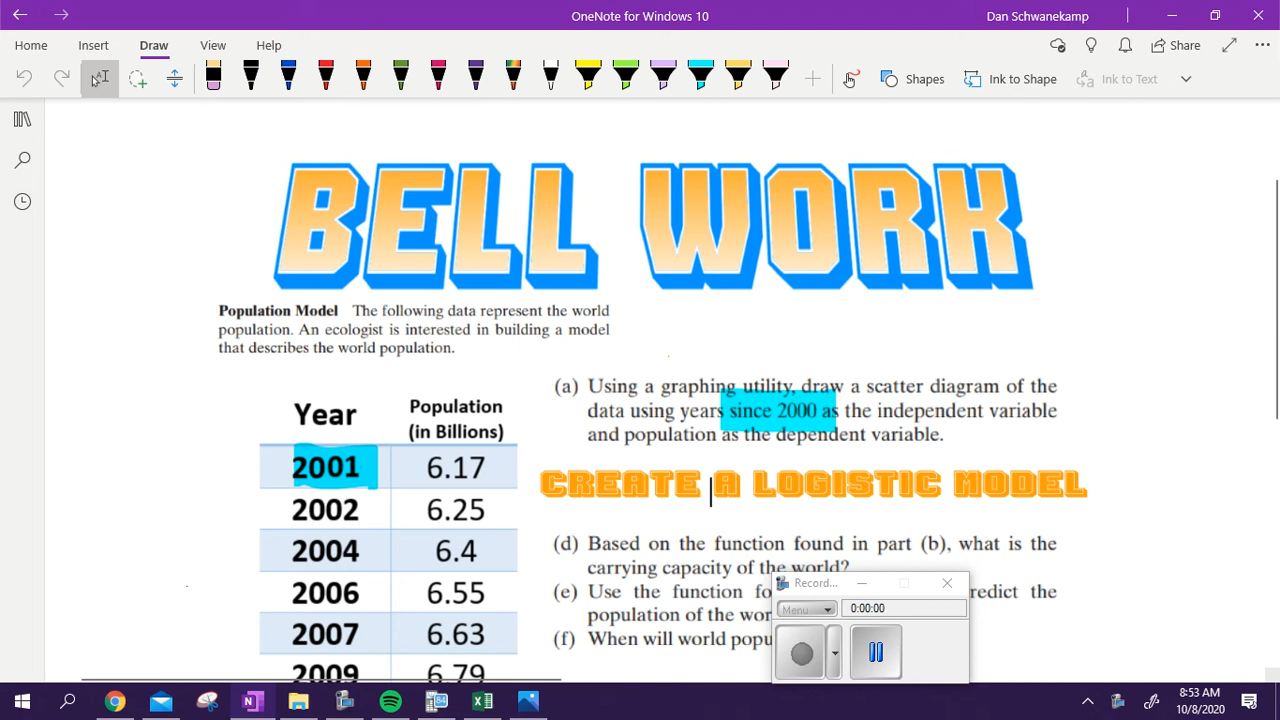 OneNote for Windows 10
Dan Schwanekamp
Home
Insert
Draw
View
Help
Share
Shapes
Ink to Shape
Ink to Text
BELL WORK
Population Model The following data represent the world
population. An ecologist is interested in building a model
that describes the world population.
Year
Population
(in Billions)
2001 6.17
2002 6.25
2004 6.4
2006 6.55
2007 6.63
2009 6.79
(a) Using a graphing utility, draw a scatter diagram of the
data using years since 2000 as the independent variable
and population as the dependent variable.
CREATE A LOGISTIC MODEL
(d) Based on the function found in part (b), what is the
carrying capacity of the world?
(e) Use the function
redict the
population of the
(f) When will world
Record...
Menu
0:00:00
8:53 AM
10/8/2020